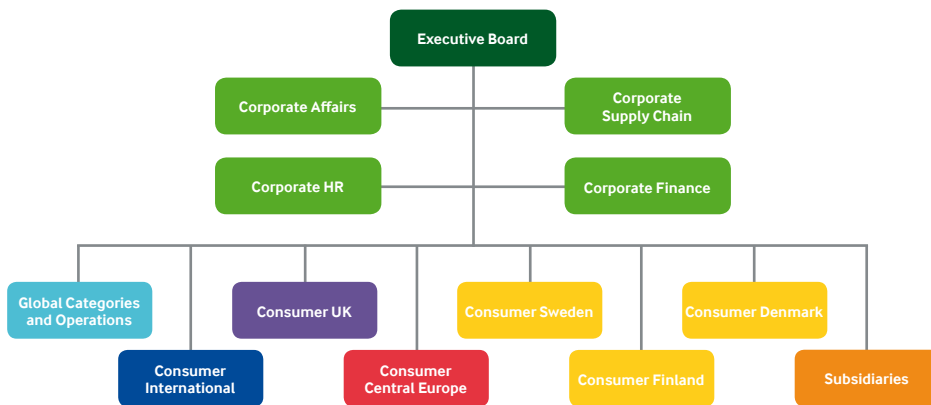 Executive Board
Corporate Affairs
Corporate
Supply Chain
Corporate HR
Corporate Finance
Global Categories
and Operations
Consumer UK
Consumer Sweden
Consumer Denmark
Consumer
International
Consumer
Central Europe
Consumer Finland
Subsidiaries